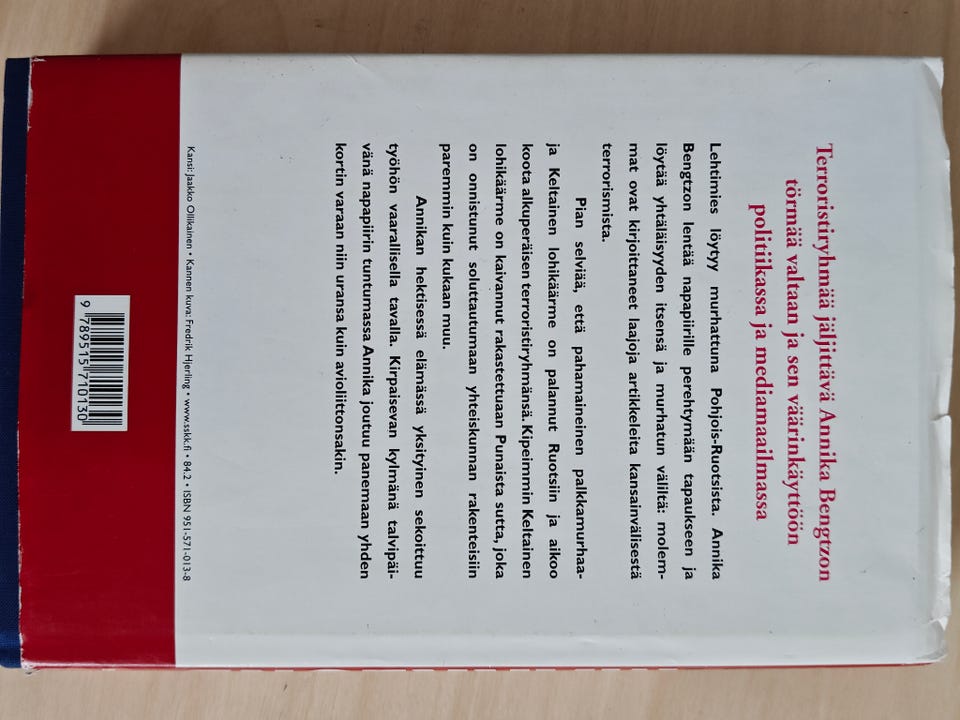 Terroristiryhmää jäljittävä Annika Bengtzon
törmää valtaan ja sen väärinkäyttöön
politiikassa ja mediamaailmassa
Lehtimies löytyy murhattuna Pohjois-Ruotsista. Annika
Bengtzon lentää napapiirille perehtymään tapaukseen ja
löytää yhtäläisyyden itsensä ja murhatun väliltä: molem-
mat ovat kirjoittaneet laajoja artikkeleita kansainvälisestä
terrorismista.
Pian selviää, että pahamaineinen palkkamurhaa-
ja Keltainen lohikäärme on palannut Ruotsiin ja aikoo
koota alkuperäisen terroristiryhmänsä. Kipeimmin Keltainen
lohikäärme on kaivannut rakastettuaan Punaista sutta, joka
on onnistunut soluttautumaan yhteiskunnan rakenteisiin
paremmin kuin kukaan muu.
Annikan hektisessä elämässä yksityinen sekoittuu
työhön vaarallisella tavalla. Kirpaisevan kylmänä talvipäi-
vänä napapiirin tuntumassa Annika joutuu panemaan yhden
kortin varaan niin uransa kuin avioliittonsakin.
Kansi: Jaakko Ollikainen • Kannen kuva: Fredrik Hjerling • www.sskk.fi • 84.2 • ISBN 951-571-013-8
9 789515 710130